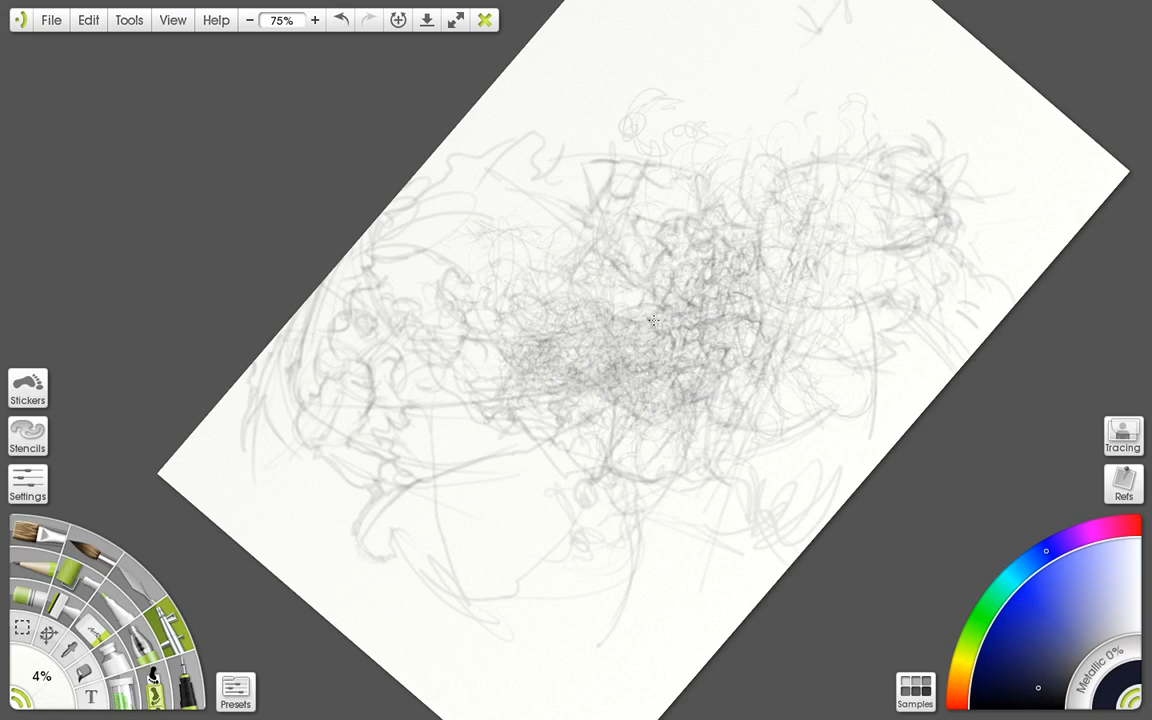 File Edit Tools View Help − 75% +
Stickers
Stencils
Settings
Tracing
Refs
4%
T
Presets
Samples
Metallic 0%